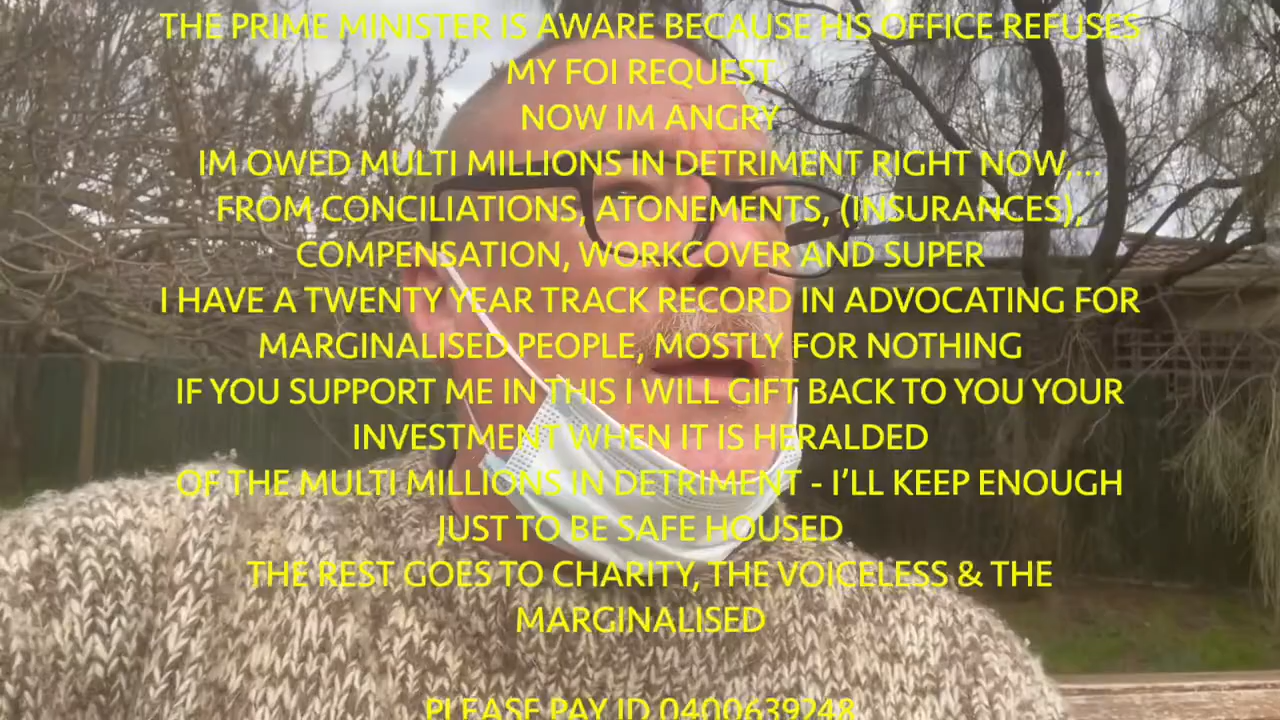 THE PRIME MINISTER IS AWARE BECAUSE HIS OFFICE REFUSES
MY FOI REQUEST
NOW IM ANGRY
IM OWED MULTI MILLIONS IN DETRIMENT RIGHT NOW,...
FROM CONCILIATIONS, ATONEMENTS, (INSURANCES),
COMPENSATION, WORKCOVER AND SUPER
I HAVE A TWENTY YEAR TRACK RECORD IN ADVOCATING FOR
MARGINALISED PEOPLE, MOSTLY FOR NOTHING
IF YOU SUPPORT ME IN THIS I WILL GIFT BACK TO YOU YOUR
INVESTMENT WHEN IT IS HERALDED
OF THE MULTI MILLIONS IN DETRIMENT - I'LL KEEP ENOUGH
JUST TO BE SAFE HOUSED
THE REST GOES TO CHARITY, THE VOICELESS & THE
MARGINALISED
PLEASE PAY ID 0400639248